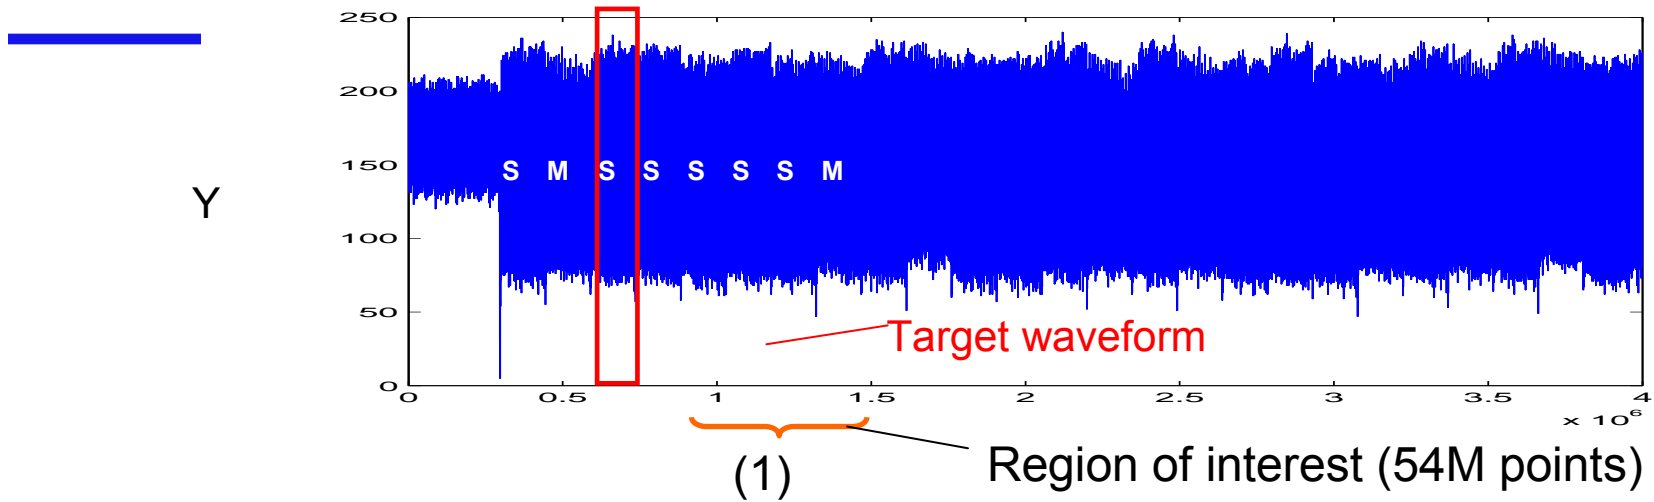 250
200
150
100
50
0
Y
S M S S S S S M
Target waveform
0 0.5 1 1.5 2 2.5 3 3.5 4
x 10^6
(1)
Region of interest (54M points)